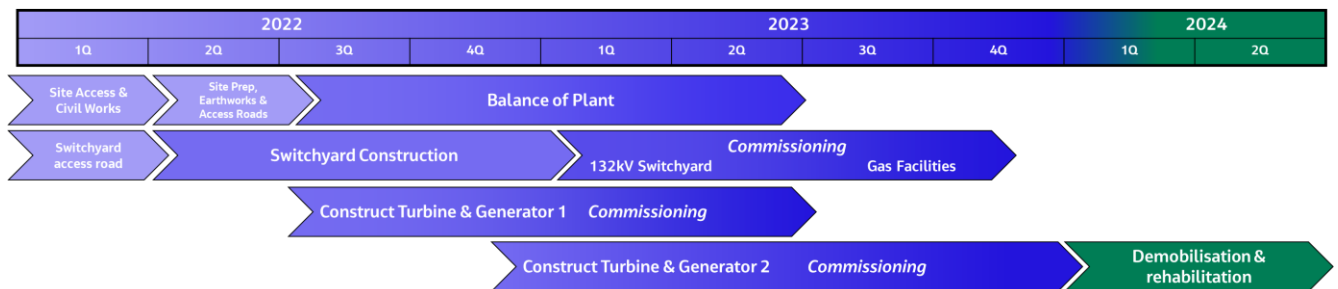 2022 2023 2024
1Q 2Q 3Q 4Q 1Q 2Q 3Q 4Q 1Q 2Q
Site Access &
Civil Works
Site Prep,
Earthworks &
Access Roads
Balance of Plant
Switchyard
access road
Switchyard Construction
Commissioning
132kV Switchyard Gas Facilities
Construct Turbine & Generator 1 Commissioning
Construct Turbine & Generator 2 Commissioning
Demobilisation &
rehabilitation